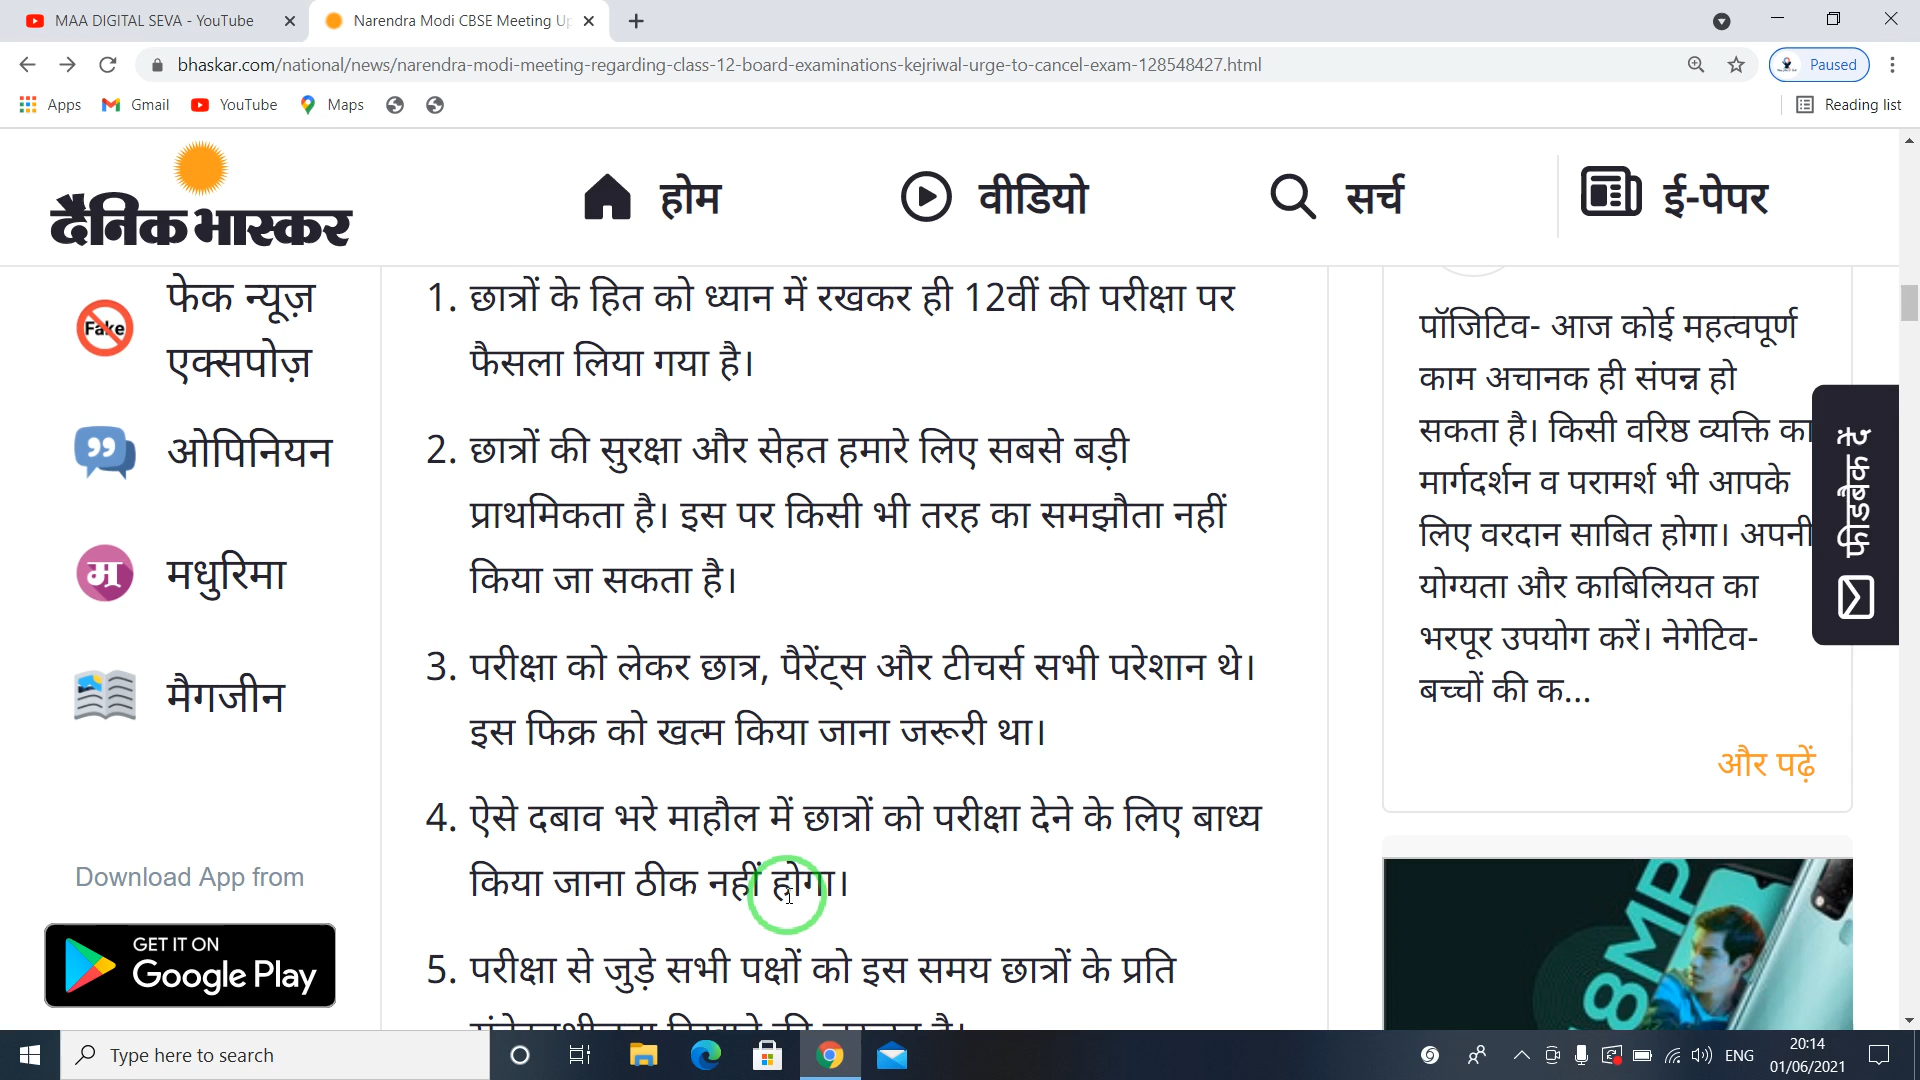 MAA DIGITAL SEVA - YouTube
Narendra Modi CBSE Meeting Up
bhaskar.com/national/news/narendra-modi-meeting-regarding-class-12-board-examinations-kejriwal-urge-to-cancel-exam-128548427.html
Paused
Apps
Gmail
YouTube
Maps
Reading list
दैनिक भास्कर
होम
वीडियो
सर्च
ई-पेपर
Fake
फेक न्यूज़
एक्सपोज़
ओपिनियन
म
मधुरिमा
मैगजीन
Download App from
GET IT ON
Google Play
1. छात्रों के हित को ध्यान में रखकर ही 12वीं की परीक्षा पर
फैसला लिया गया है।
2. छात्रों की सुरक्षा और सेहत हमारे लिए सबसे बड़ी
प्राथमिकता है। इस पर किसी भी तरह का समझौता नहीं
किया जा सकता है।
3. परीक्षा को लेकर छात्र, पैरेंट्स और टीचर्स सभी परेशान थे।
इस फिक्र को खत्म किया जाना जरूरी था।
4. ऐसे दबाव भरे माहौल में छात्रों को परीक्षा देने के लिए बाध्य
किया जाना ठीक नहीं होगा।
5. परीक्षा से जुड़े सभी पक्षों को इस समय छात्रों के प्रति
पॉजिटिव- आज कोई महत्वपूर्ण
काम अचानक ही संपन्न हो
सकता है। किसी वरिष्ठ व्यक्ति का
मार्गदर्शन व परामर्श भी आपके
लिए वरदान साबित होगा। अपनी
योग्यता और काबिलियत का
भरपूर उपयोग करें। नेगेटिव-
बच्चों की क...
और पढ़ें
फीडबैक दें
8MP
Type here to search
ENG
20:14
01/06/2021